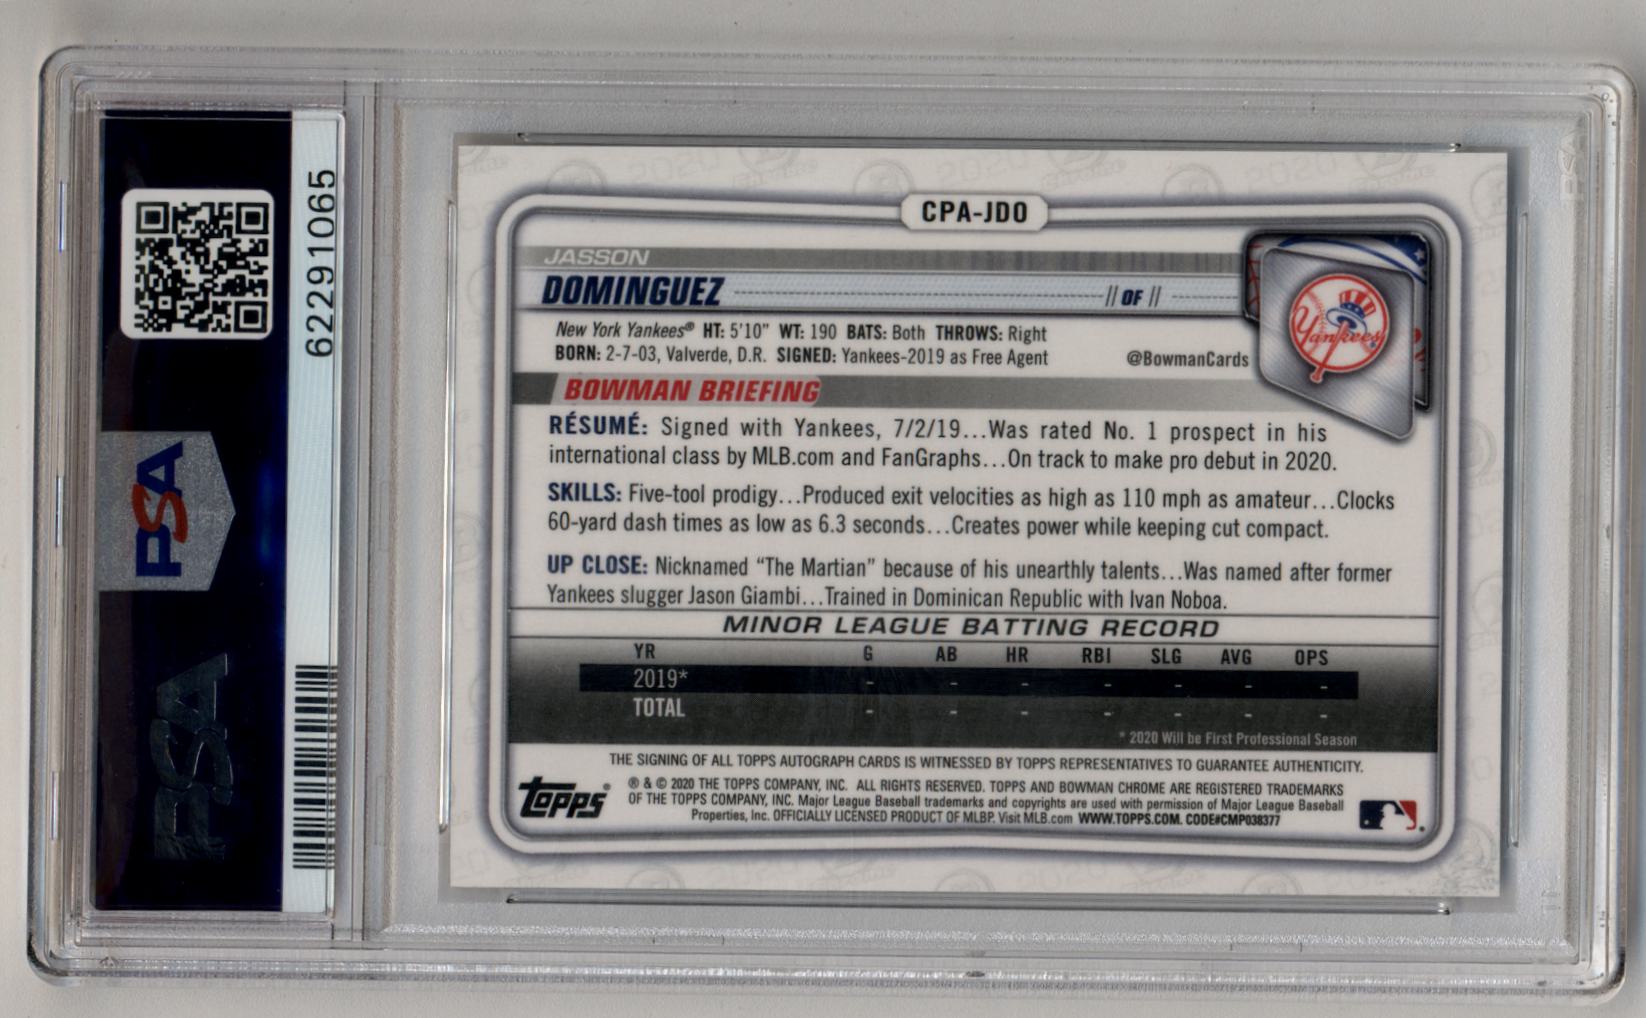 62291065
PSA
PSA
CPA-JDO
JASSON
DOMINGUEZ
// OF //
New York Yankees® HT: 5'10" WT: 190 BATS: Both THROWS: Right
BORN: 2-7-03, Valverde, D.R. SIGNED: Yankees-2019 as Free Agent
@BowmanCards
Yankees
BOWMAN BRIEFING
RÉSUMÉ: Signed with Yankees, 7/2/19...Was rated No. 1 prospect in his
international class by MLB.com and FanGraphs...On track to make pro debut in 2020.
SKILLS: Five-tool prodigy...Produced exit velocities as high as 110 mph as amateur...Clocks
60-yard dash times as low as 6.3 seconds...Creates power while keeping cut compact.
UP CLOSE: Nicknamed “The Martian” because of his unearthly talents...Was named after former
Yankees slugger Jason Giambi...Trained in Dominican Republic with Ivan Noboa.
MINOR LEAGUE BATTING RECORD
YR G AB HR RBI SLG AVG OPS
2019* - - - - - - -
TOTAL - - - - - - -
* 2020 Will be First Professional Season
THE SIGNING OF ALL TOPPS AUTOGRAPH CARDS IS WITNESSED BY TOPPS REPRESENTATIVES TO GUARANTEE AUTHENTICITY.
topps®
® & © 2020 THE TOPPS COMPANY, INC. ALL RIGHTS RESERVED. TOPPS AND BOWMAN CHROME ARE REGISTERED TRADEMARKS
OF THE TOPPS COMPANY, INC. Major League Baseball trademarks and copyrights are used with permission of Major League Baseball
Properties, Inc. OFFICIALLY LICENSED PRODUCT OF MLBP. Visit MLB.com WWW.TOPPS.COM. CODE#CMP038377